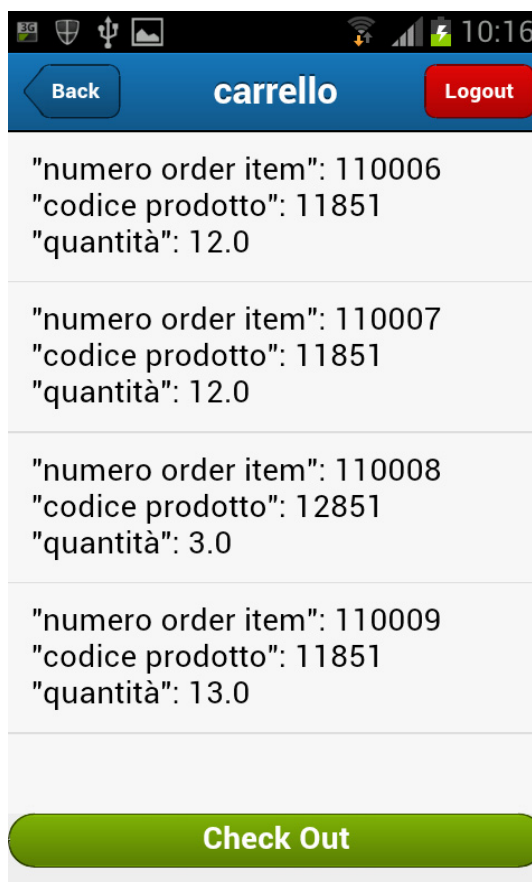 3G 10:16
Back carrello Logout
"numero order item": 110006
"codice prodotto": 11851
"quantità": 12.0
"numero order item": 110007
"codice prodotto": 11851
"quantità": 12.0
"numero order item": 110008
"codice prodotto": 12851
"quantità": 3.0
"numero order item": 110009
"codice prodotto": 11851
"quantità": 13.0
Check Out